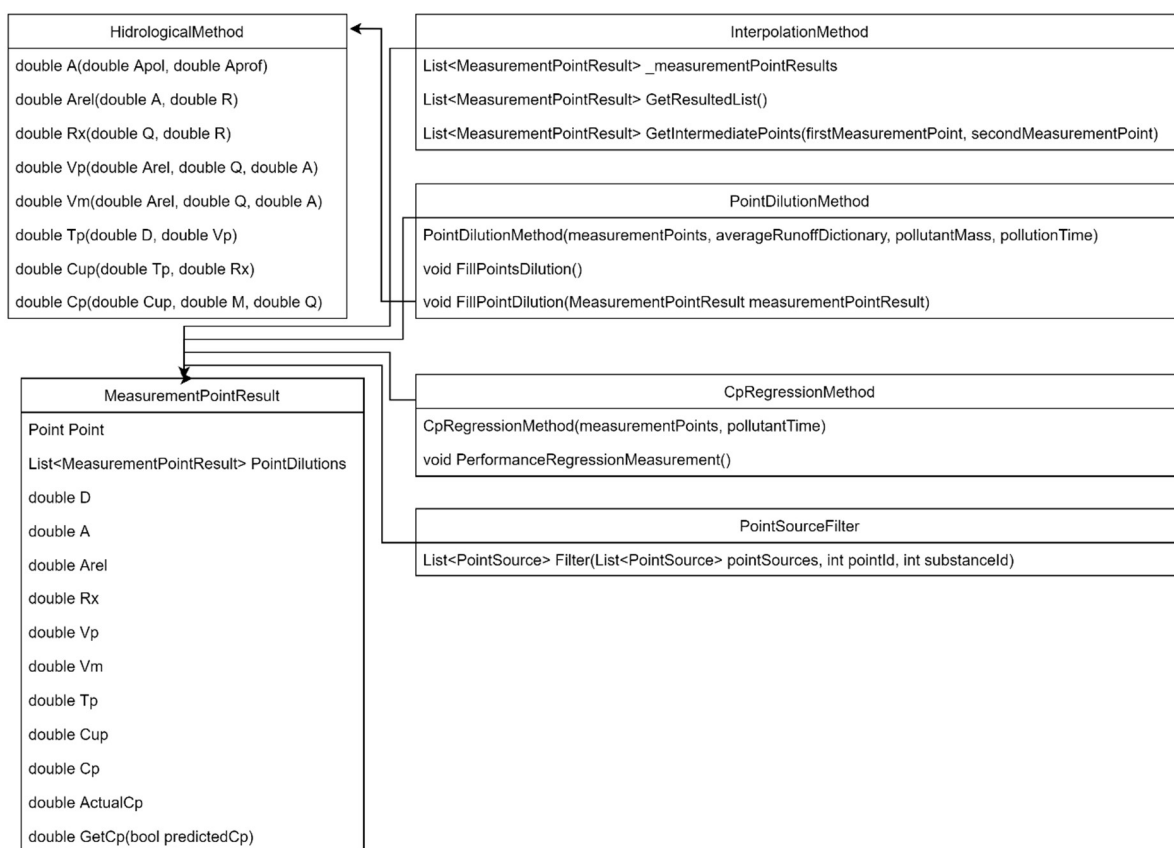 HidrologicalMethod
double A(double Apol, double Aprof)
double Arel(double A, double R)
double Rx(double Q, double R)
double Vp(double Arel, double Q, double A)
double Vm(double Arel, double Q, double A)
double Tp(double D, double Vp)
double Cup(double Tp, double Rx)
double Cp(double Cup, double M, double Q)
InterpolationMethod
List<MeasurementPointResult> _measurementPointResults
List<MeasurementPointResult> GetResultedList()
List<MeasurementPointResult> GetIntermediatePoints(firstMeasurementPoint, secondMeasurementPoint)
PointDilutionMethod
PointDilutionMethod(measurementPoints, averageRunoffDictionary, pollutantMass, pollutionTime)
void FillPointsDilution()
void FillPointDilution(MeasurementPointResult measurementPointResult)
MeasurementPointResult
Point Point
List<MeasurementPointResult> PointDilutions
double D
double A
double Arel
double Rx
double Vp
double Vm
double Tp
double Cup
double Cp
double ActualCp
double GetCp(bool predictedCp)
CpRegressionMethod
CpRegressionMethod(measurementPoints, pollutantTime)
void PerformanceRegressionMeasurement()
PointSourceFilter
List<PointSource> Filter(List<PointSource> pointSources, int pointId, int substanceId)